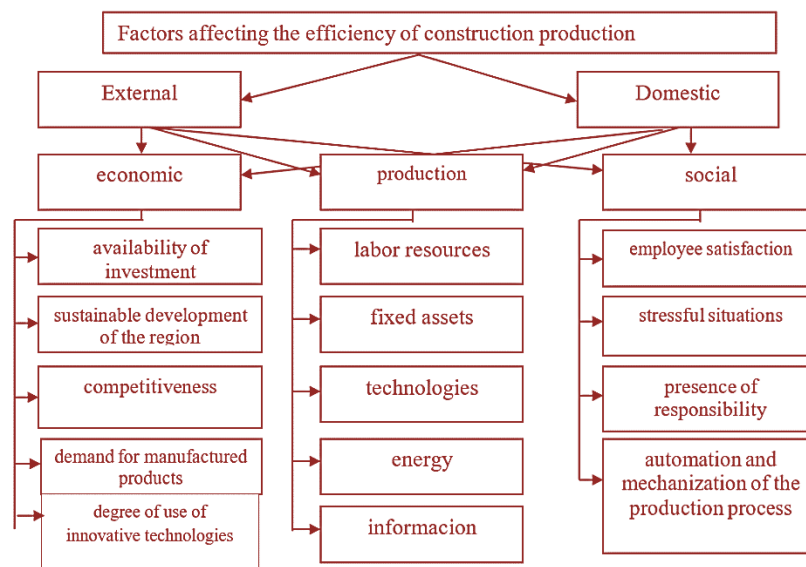 Factors affecting the efficiency of construction production
External
Domestic
economic
production
social
availability of
investment
sustainable development
of the region
competitiveness
demand for manufactured
products
degree of use of
innovative technologies
labor resources
fixed assets
technologies
energy
informacion
employee satisfaction
stressful situations
presence of
responsibility
automation and
mechanization of the
production process